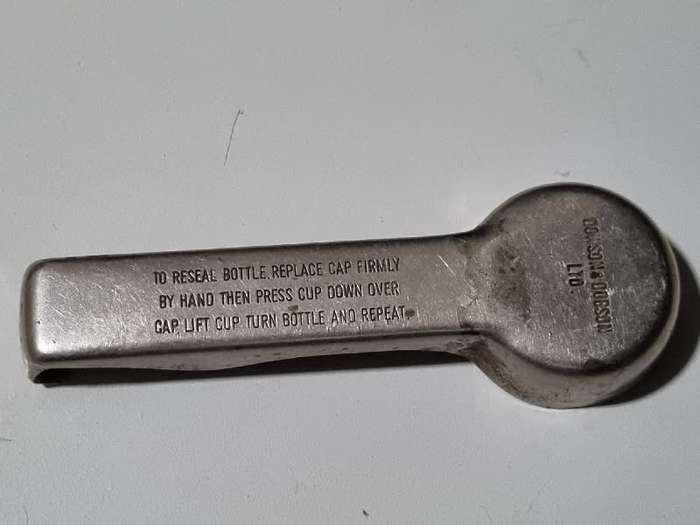 TO RESEAL BOTTLE. REPLACE CAP FIRMLY
BY HAND THEN PRESS CUP DOWN OVER
CAP, LIFT CUP TURN BOTTLE AND REPEAT.
DOWSON & DOBSON
LTD.